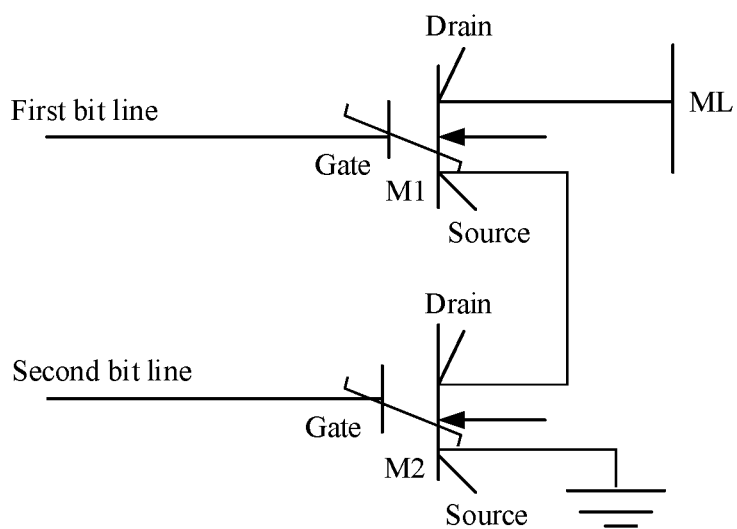 Drain
First bit line
ML
Gate
M1
Source
Drain
Second bit line
Gate
M2
Source